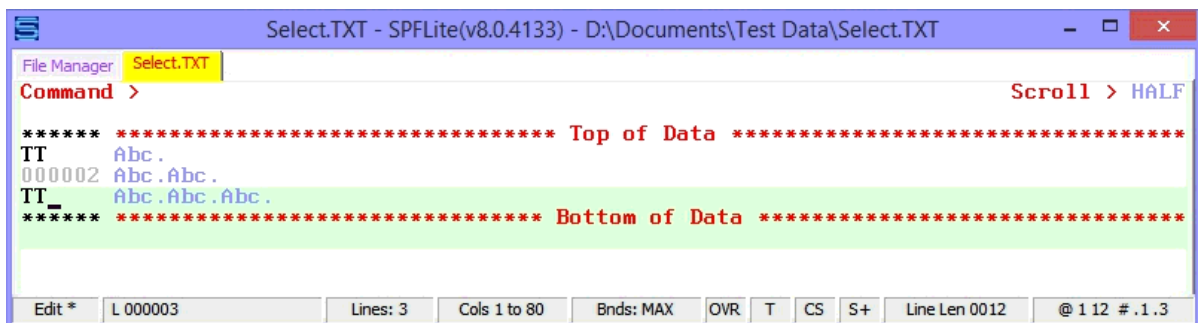 Select.TXT - SPFLite(v8.0.4133) - D:\Documents\Test Data\Select.TXT
File Manager Select.TXT
Command > Scroll > HALF
****** ********************************* Top of Data **********************************
TT Abc.
000002 Abc.Abc.
TT_ Abc.Abc.Abc.
****** ******************************** Bottom of Data ********************************
Edit * L 000003 Lines: 3 Cols 1 to 80 Bnds: MAX OVR T CS S+ Line Len 0012 @ 1 12 # .1 .3